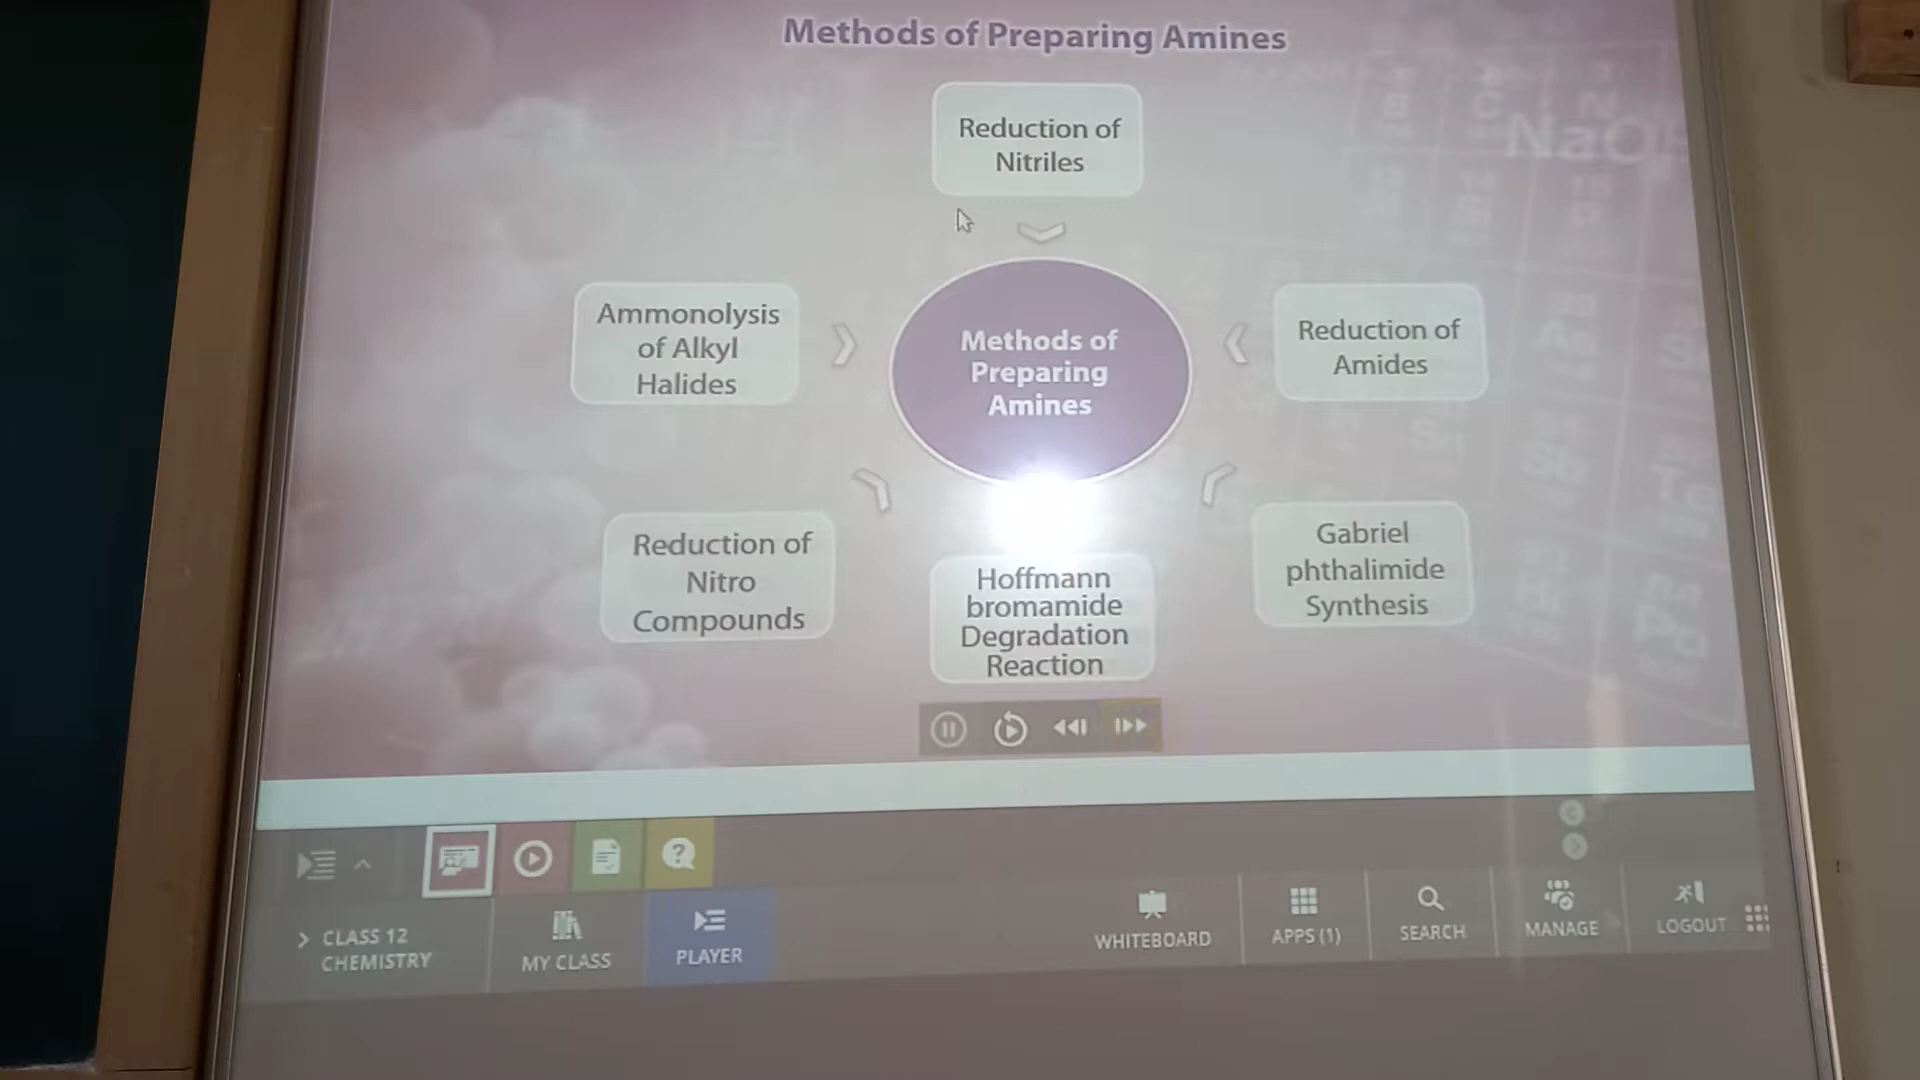 Methods of Preparing Amines
Reduction of
Nitriles
Ammonolysis
of Alkyl
Halides
Methods of
Preparing
Amines
Reduction of
Amides
Reduction of
Nitro
Compounds
Hoffmann
bromamide
Degradation
Reaction
Gabriel
phthalimide
Synthesis
NaO
CLASS 12
CHEMISTRY
MY CLASS
PLAYER
WHITEBOARD
APPS (1)
SEARCH
MANAGE
LOGOUT